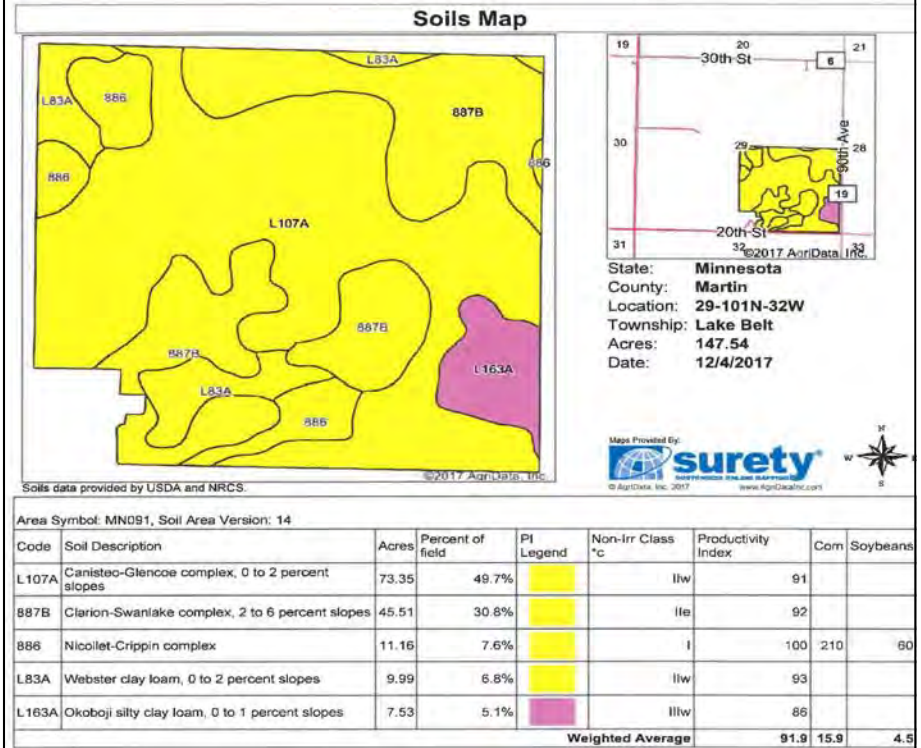 Soils Map
L83A
L83A
886
887B
886
886
L107A
887B
887B
L163A
L83A
886
©2017 AgriData, Inc.
Soils data provided by USDA and NRCS.
19
20
21
30th St
6
30
29
28
90th Ave
19
20th St
31
32
33
©2017 AgriData, Inc.
State: Minnesota
County: Martin
Location: 29-101N-32W
Township: Lake Belt
Acres: 147.54
Date: 12/4/2017
Maps Provided By:
surety®
© AgriData, Inc. 2017
www.AgriDataInc.com
N
W
E
S
Area Symbol: MN091, Soil Area Version: 14
Code Soil Description Acres Percent of field PI Legend Non-Irr Class *c Productivity Index Corn Soybeans
L107A Canisteo-Glencoe complex, 0 to 2 percent slopes 73.35 49.7% IIw 91
887B Clarion-Swanlake complex, 2 to 6 percent slopes 45.51 30.8% IIe 92
886 Nicollet-Crippin complex 11.16 7.6% I 100 210 60
L83A Webster clay loam, 0 to 2 percent slopes 9.99 6.8% IIw 93
L163A Okoboji silty clay loam, 0 to 1 percent slopes 7.53 5.1% IIIw 86
Weighted Average 91.9 15.9 4.5